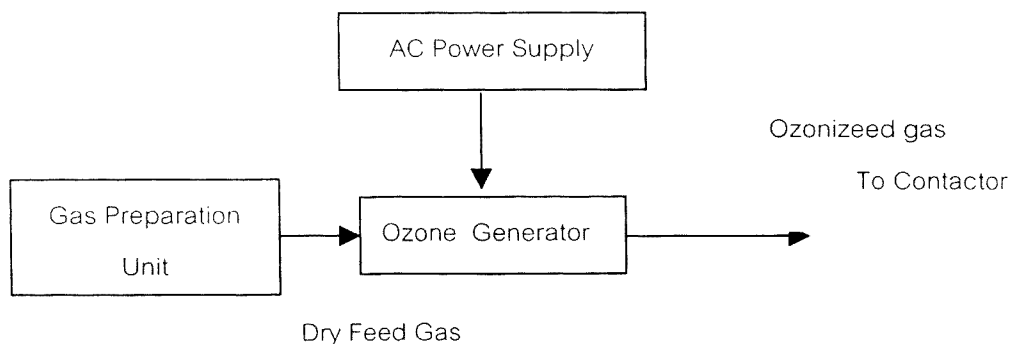 AC Power Supply
Ozonizeed gas
To Contactor
Gas Preparation
Unit
Ozone Generator
Dry Feed Gas